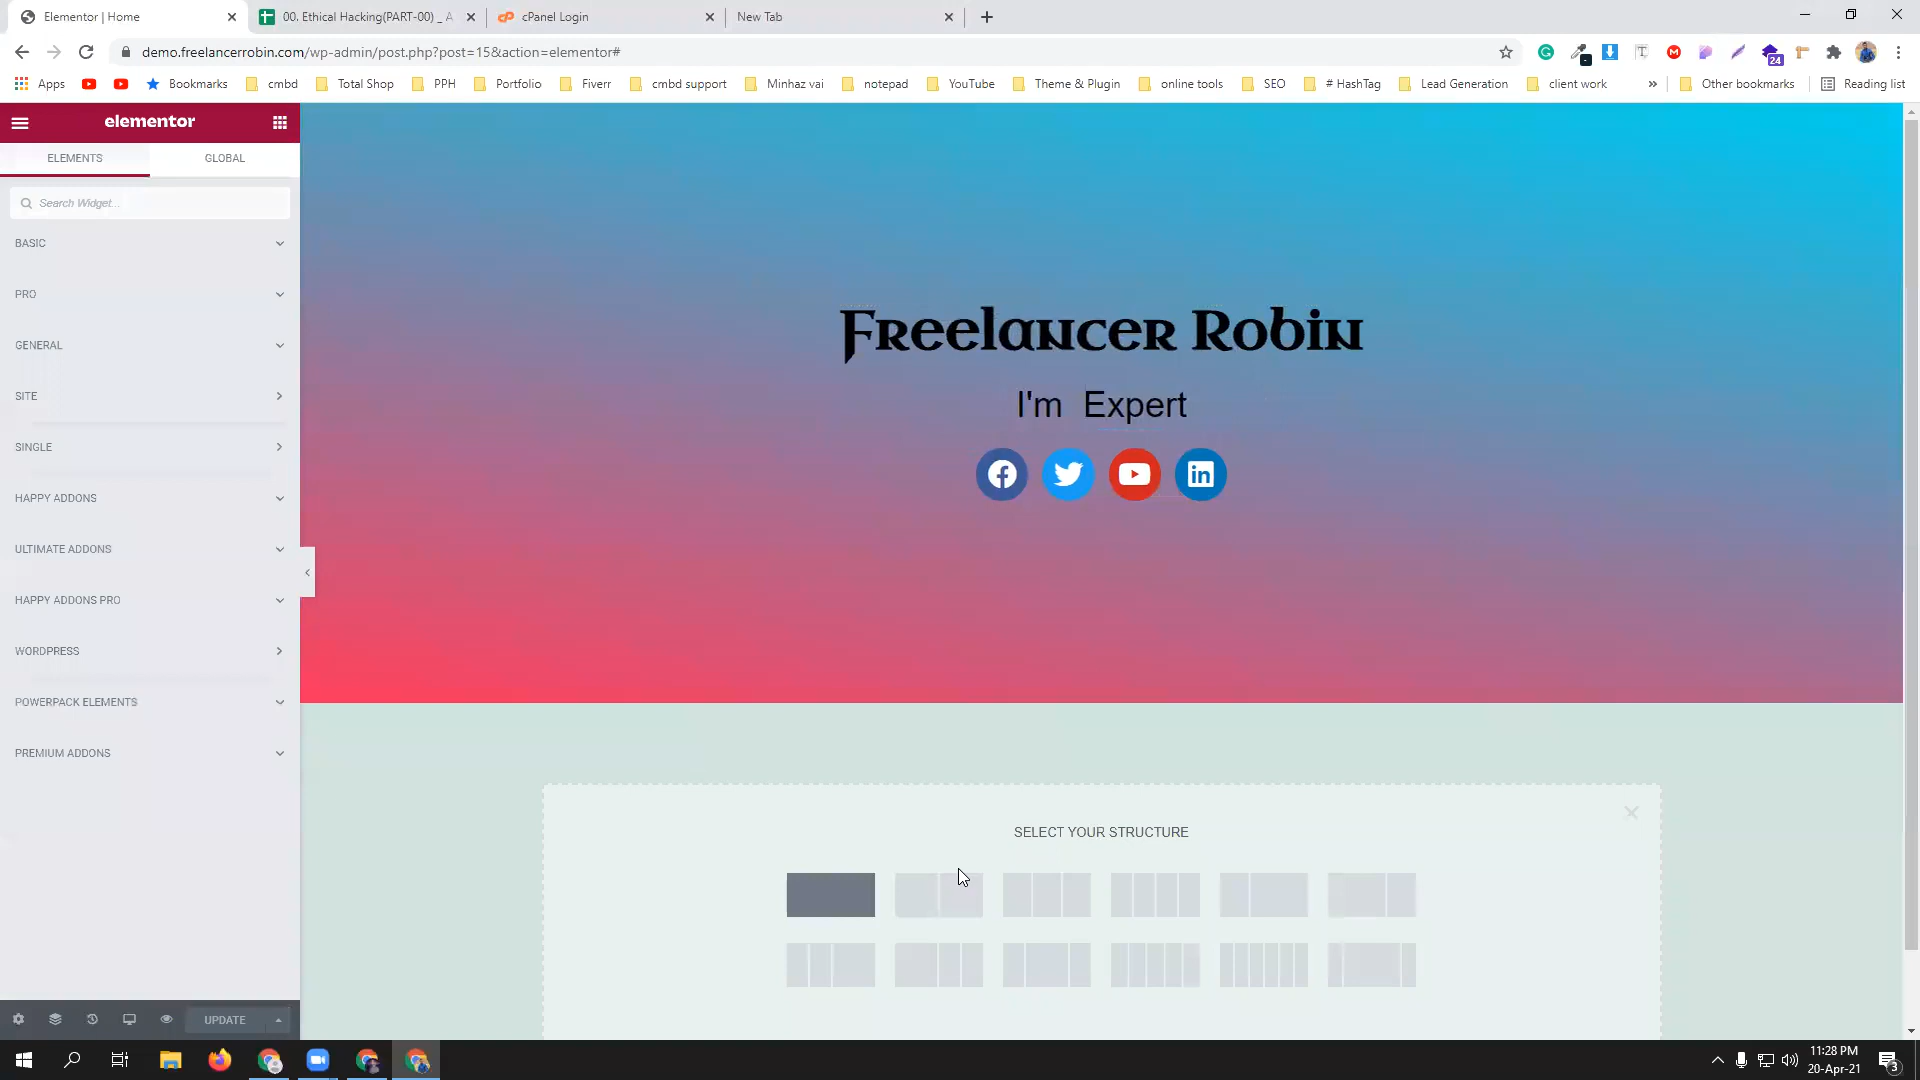 Elementor | Home
00. Ethical Hacking(PART-00) _ A
cPanel Login
New Tab
demo.freelancerrobin.com/wp-admin/post.php?post=15&action=elementor#
Apps
Bookmarks
cmbd
Total Shop
PPH
Portfolio
Fiverr
cmbd support
Minhaz vai
notepad
YouTube
Theme & Plugin
online tools
SEO
# HashTag
Lead Generation
client work
»
Other bookmarks
Reading list
24
elementor
ELEMENTS
GLOBAL
Search Widget...
BASIC
PRO
GENERAL
SITE
SINGLE
HAPPY ADDONS
ULTIMATE ADDONS
HAPPY ADDONS PRO
WORDPRESS
POWERPACK ELEMENTS
PREMIUM ADDONS
UPDATE
Freelancer Robin
I'm Expert
SELECT YOUR STRUCTURE
11:28 PM
20-Apr-21
3